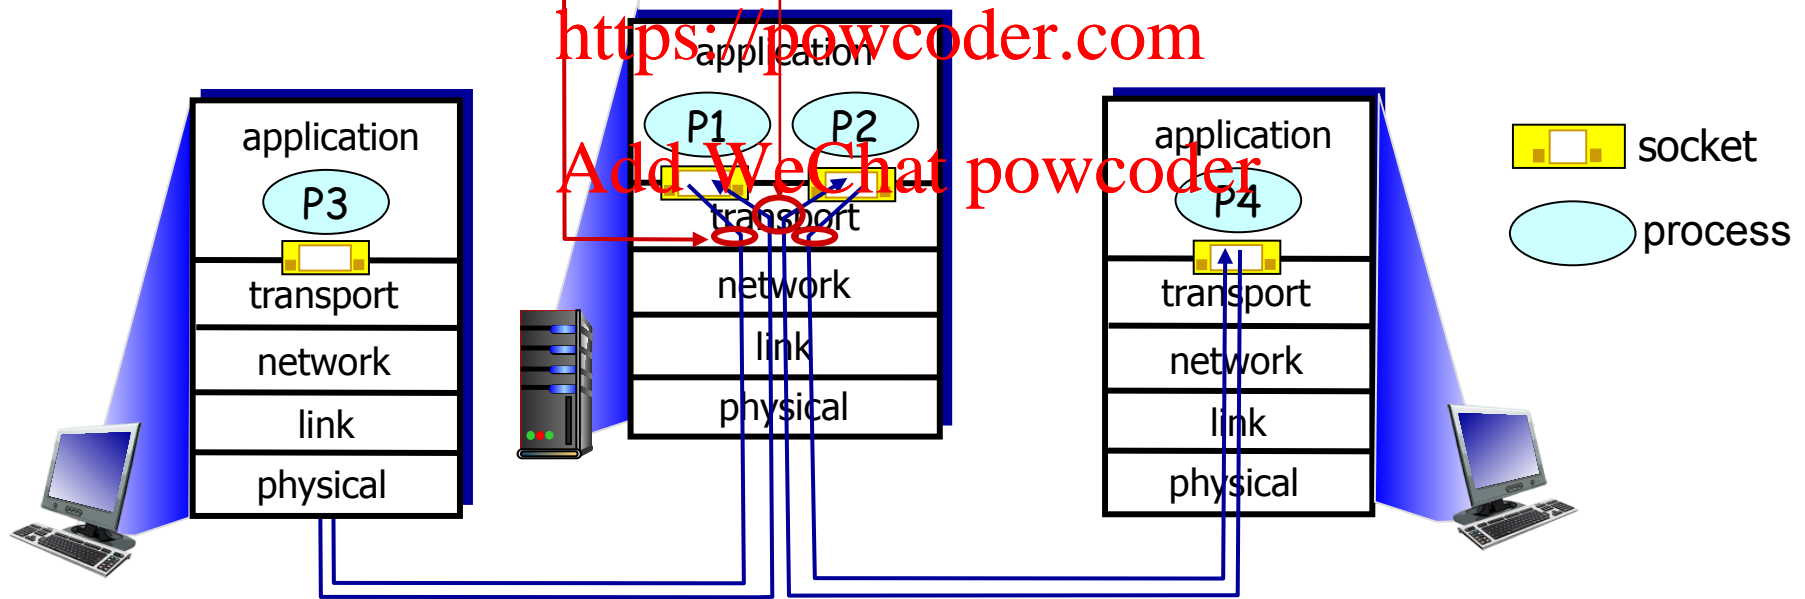 https://powcoder.com
application
P1
P2
Add WeChat powcoder
transport
network
link
physical
application
P3
transport
network
link
physical
application
P4
transport
network
link
physical
socket
process